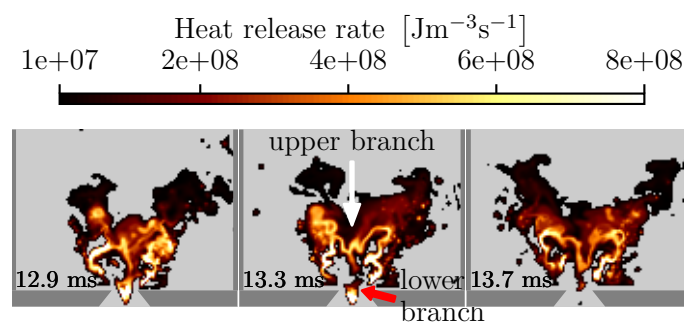 Heat release rate [Jm⁻³s⁻¹]
1e+07 2e+08 4e+08 6e+08 8e+08
upper branch
12.9 ms 13.3 ms lower 13.7 ms
branch